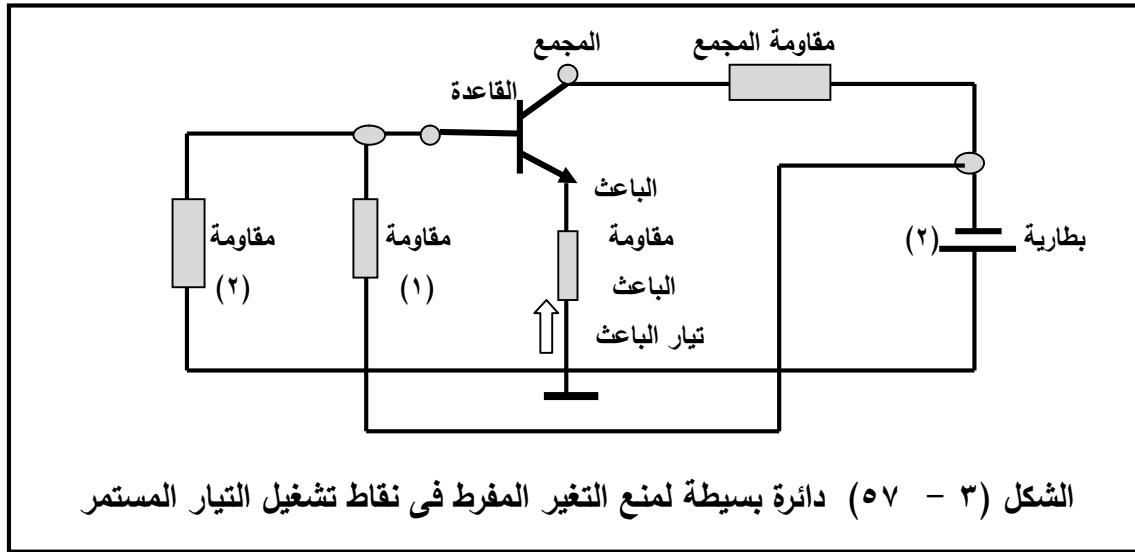 المجمع
مقاومة المجمع
القاعدة
الباعث
مقاومة
الباعث
تيار الباعث
مقاومة
(١)
مقاومة
(٢)
بطارية (٢)
الشكل (٣ - ٥٧) دائرة بسيطة لمنع التغير المفرط فى نقاط تشغيل التيار المستمر